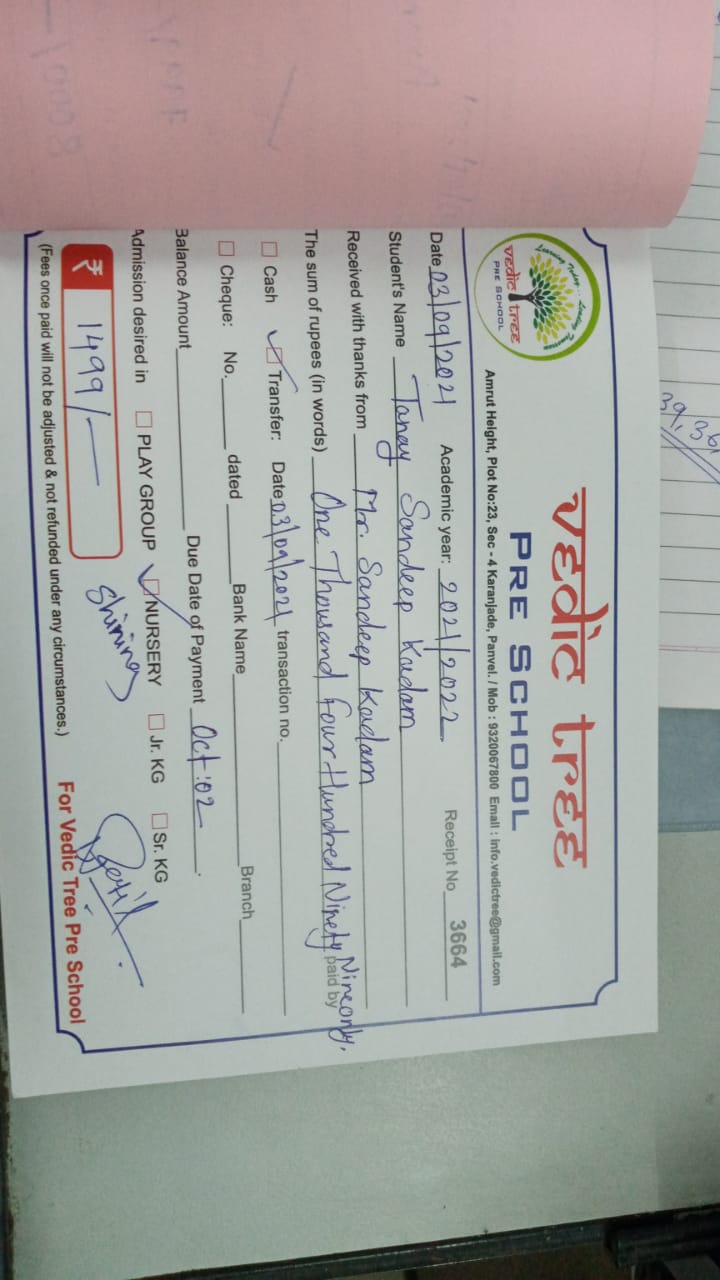 Learning Today... Leading Tomorrow
vedic tree
PRE SCHOOL
vedic tree
PRE SCHOOL
Amrut Height, Plot No:23, Sec - 4 Karanjade, Panvel. / Mob : 9320067800 Email : info.vedictree@gmail.com
Date 03/09/2021 Academic year: 2021/2022 Receipt No 3664
Student's Name Tanay Sandeep Kadam
Received with thanks from Mr. Sandeep Kadam
The sum of rupees (in words) One Thousand Four Hundred Ninety Nine only. paid by
Cash Transfer: Date 03/09/2021 transaction no.
Cheque: No. dated Bank Name Branch
Balance Amount Due Date of Payment Oct:02
Admission desired in PLAY GROUP NURSERY Jr. KG Sr. KG
Shining
₹ 1499/-
For Vedic Tree Pre School
(Fees once paid will not be adjusted & not refunded under any circumstances.)
39,36